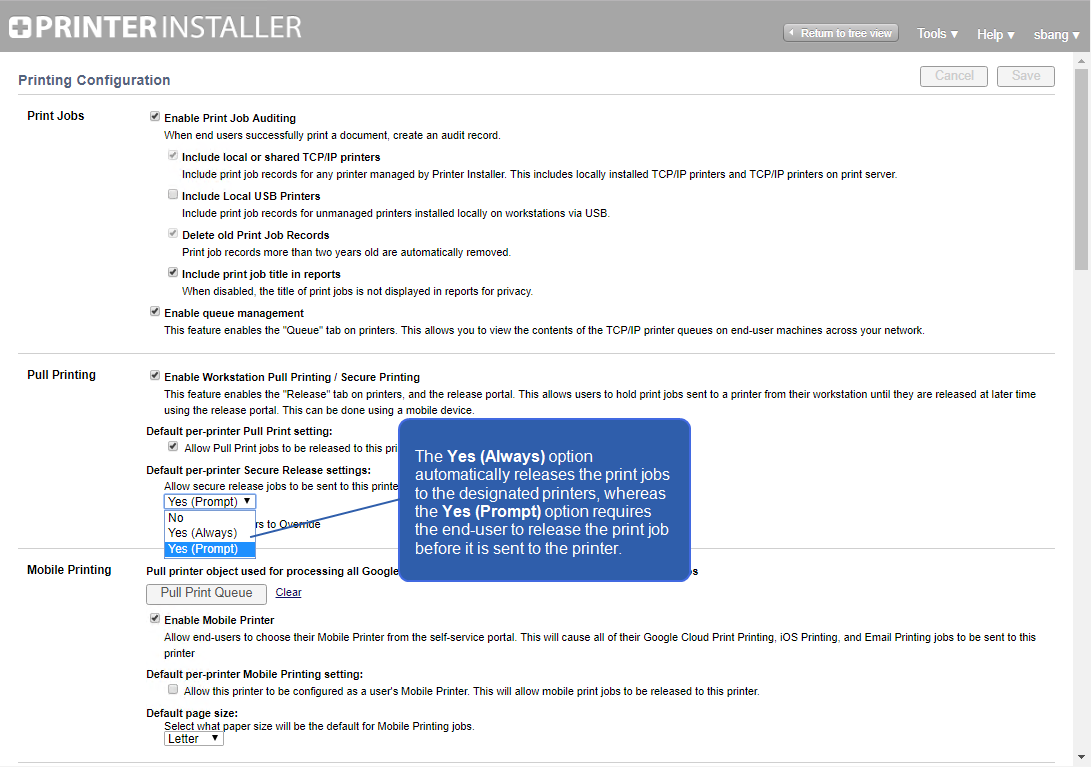 PRINTER INSTALLER
Return to tree view
Tools ▾
Help ▾
sbang ▾
Printing Configuration
Cancel
Save
Print Jobs
Enable Print Job Auditing
When end users successfully print a document, create an audit record.
Include local or shared TCP/IP printers
Include print job records for any printer managed by Printer Installer. This includes locally installed TCP/IP printers and TCP/IP printers on print server.
Include Local USB Printers
Include print job records for unmanaged printers installed locally on workstations via USB.
Delete old Print Job Records
Print job records more than two years old are automatically removed.
Include print job title in reports
When disabled, the title of print jobs is not displayed in reports for privacy.
Enable queue management
This feature enables the "Queue" tab on printers. This allows you to view the contents of the TCP/IP printer queues on end-user machines across your network.
Pull Printing
Enable Workstation Pull Printing / Secure Printing
This feature enables the "Release" tab on printers, and the release portal. This allows users to hold print jobs sent to a printer from their workstation until they are released at later time
using the release portal. This can be done using a mobile device.
Default per-printer Pull Print setting:
Allow Pull Print jobs to be released to this pri
Default per-printer Secure Release settings:
Allow secure release jobs to be sent to this printe
Yes (Prompt) ▾
No
Yes (Always)
Yes (Prompt)
rs to Override
The Yes (Always) option
automatically releases the print jobs
to the designated printers, whereas
the Yes (Prompt) option requires
the end-user to release the print job
before it is sent to the printer.
Mobile Printing
Pull printer object used for processing all Google
s
Pull Print Queue
Clear
Enable Mobile Printer
Allow end-users to choose their Mobile Printer from the self-service portal. This will cause all of their Google Cloud Print Printing, iOS Printing, and Email Printing jobs to be sent to this
printer
Default per-printer Mobile Printing setting:
Allow this printer to be configured as a user's Mobile Printer. This will allow mobile print jobs to be released to this printer.
Default page size:
Select what paper size will be the default for Mobile Printing jobs.
Letter ▾